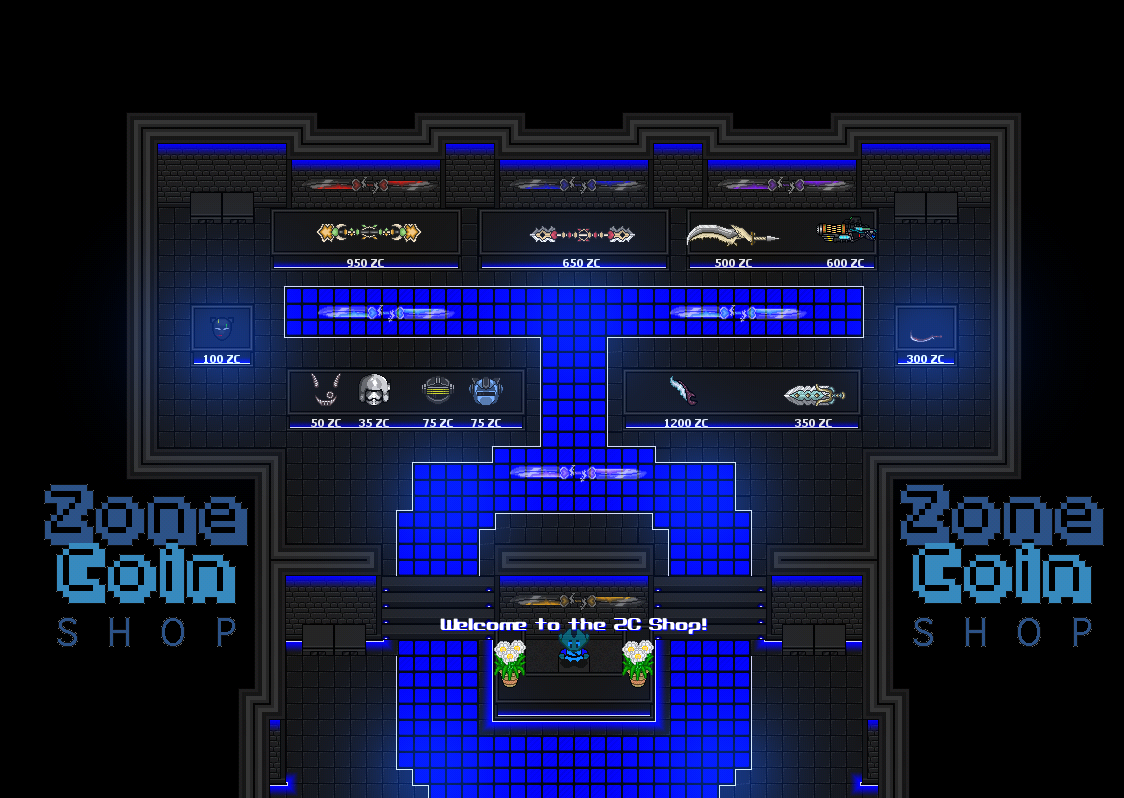 950 ZC
650 ZC
500 ZC
600 ZC
100 ZC
300 ZC
50 ZC
35 ZC
75 ZC
75 ZC
1200 ZC
350 ZC
Zone
Coin
SHOP
Zone
Coin
SHOP
Welcome to the ZC Shop!